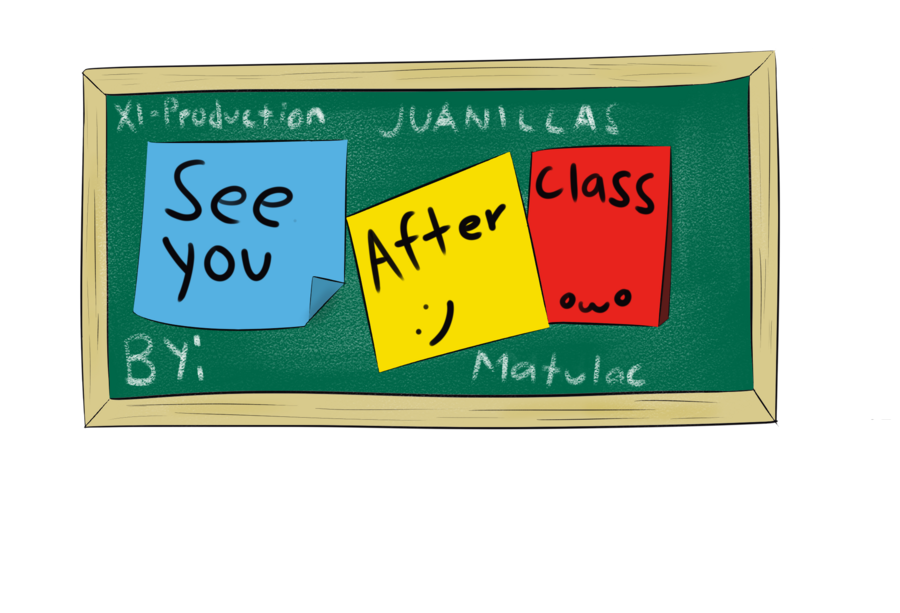 XI-Production
JUANILLAS
See
you
After
:)
Class
owo
BY:
Matulac